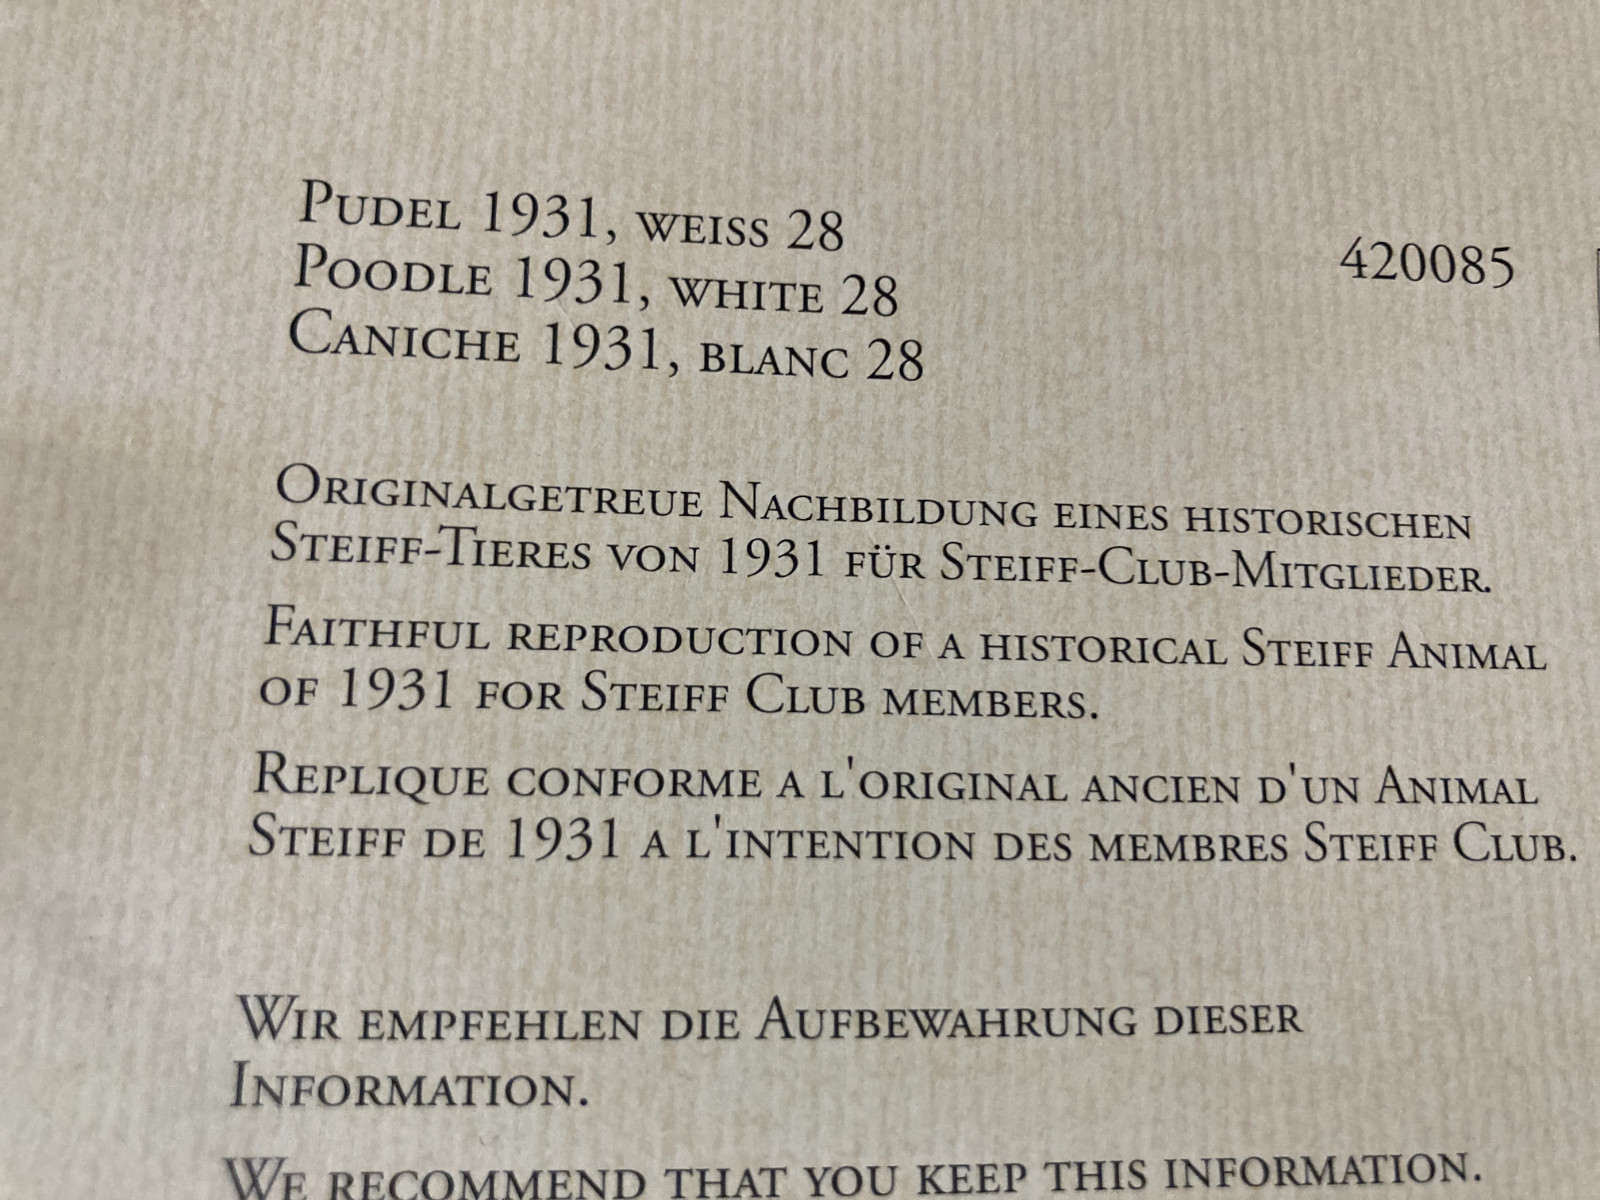 Pudel 1931, weiss 28
420085
Poodle 1931, white 28
Caniche 1931, blanc 28
Originalgetreue Nachbildung eines historischen
Steiff-Tieres von 1931 für Steiff-Club-Mitglieder.
Faithful reproduction of a historical Steiff Animal
of 1931 for Steiff Club members.
Replique conforme a l'original ancien d'un Animal
Steiff de 1931 a l'intention des membres Steiff Club.
Wir empfehlen die Aufbewahrung dieser
Information.
We recommend that you keep this information.